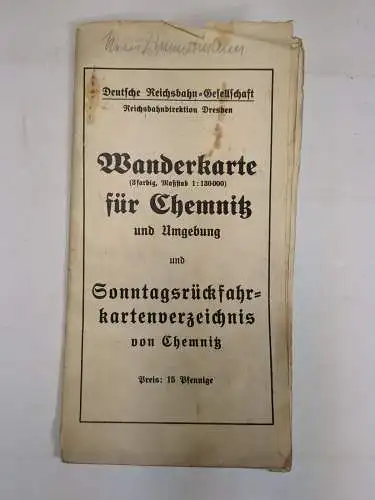 Deutsche Reichsbahn-Gesellschaft
Reichsbahndirektion Dresden
Wanderkarte
(3farbig, Maßstab 1:130000)
für Chemnitz
und Umgebung
und
Sonntagsrückfahr-
kartenverzeichnis
von Chemnitz
Preis: 15 Pfennige